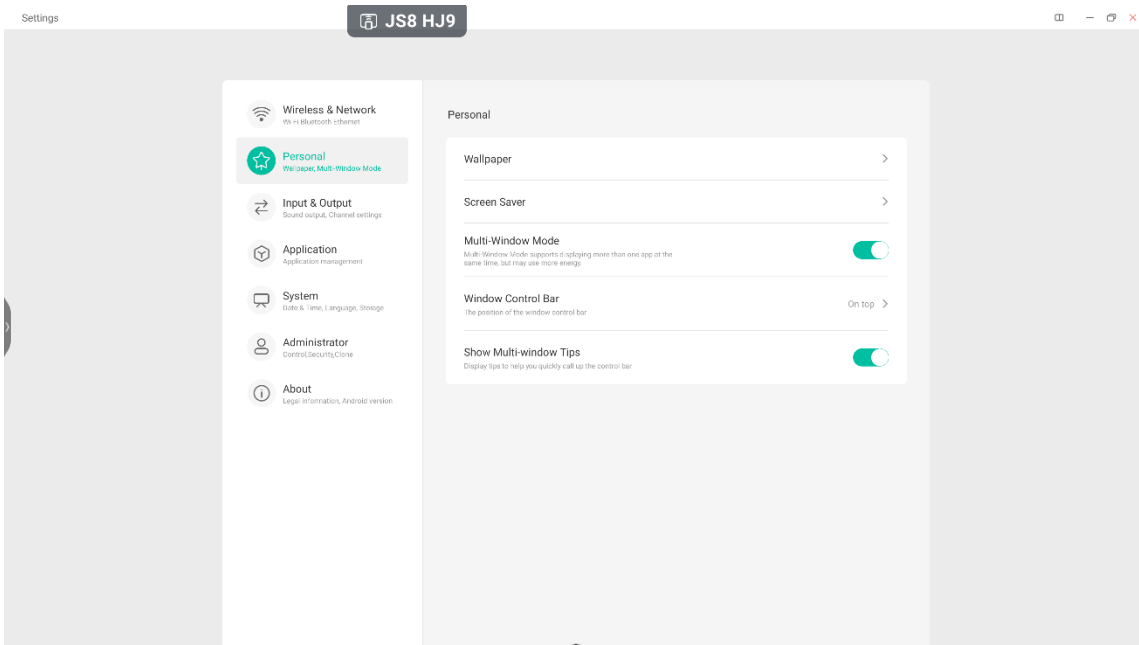 Settings
JS8 HJ9
Wireless & Network
Wi-Fi Bluetooth Ethernet
Personal
Wallpaper, Multi-Window Mode
Input & Output
Sound output, Channel settings
Application
Application management
System
Date & Time, Language, Storage
Administrator
Control,Security,Clone
About
Legal information, Android version
Personal
Wallpaper
Screen Saver
Multi-Window Mode
Multi-Window Mode supports displaying more than one app at the
same time, but may use more energy.
Window Control Bar
The position of the window control bar
On top
Show Multi-window Tips
Display tips to help you quickly call up the control bar